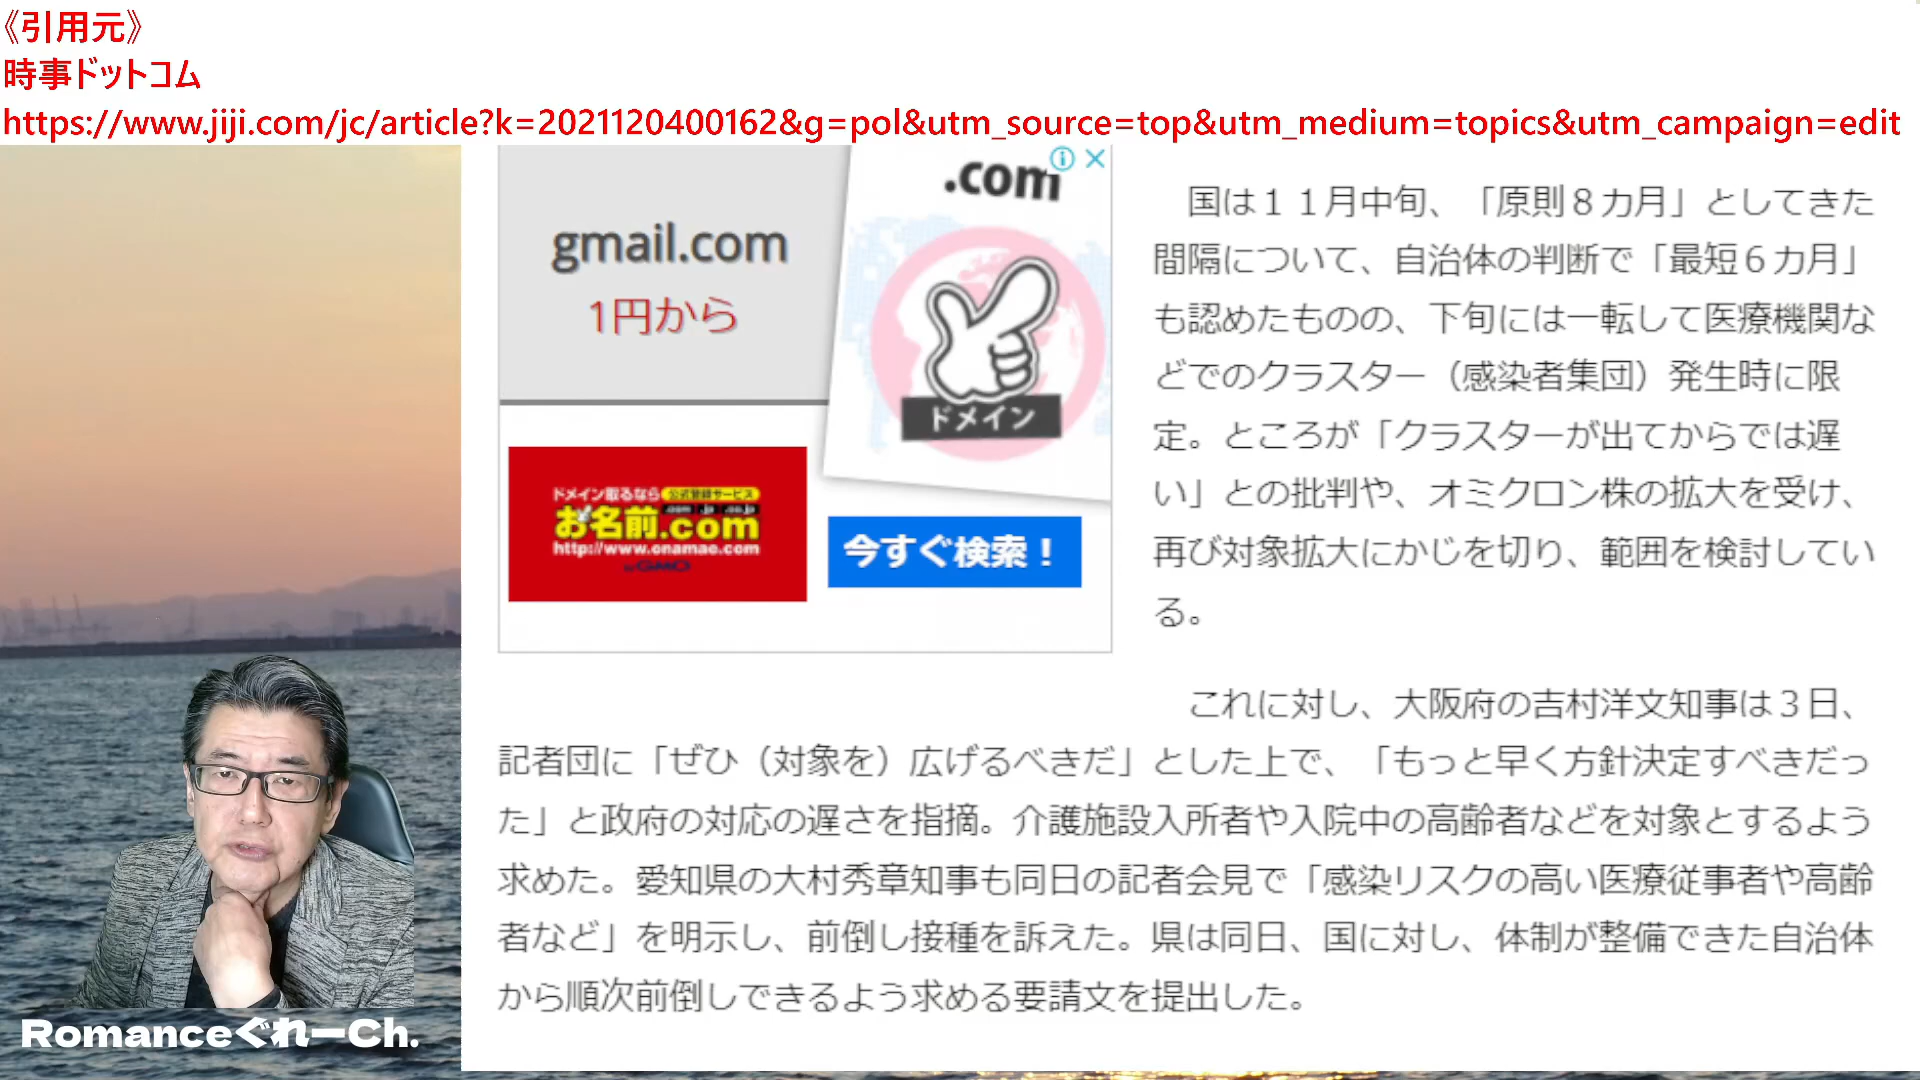 《引用元》
時事ドットコム
https://www.jiji.com/jc/article?k=2021120400162&g=pol&utm_source=top&utm_medium=topics&utm_campaign=edit
.com
gmail.com
1円から
ドメイン
ドメイン取るなら 公式登録サービス
お名前.com
http://www.onamae.com
by GMO
今すぐ検索!
国は11月中旬、「原則8カ月」としてきた
間隔について、自治体の判断で「最短6カ月」
も認めたものの、下旬には一転して医療機関な
どでのクラスター（感染者集団）発生時に限
定。ところが「クラスターが出てからでは遅
い」との批判や、オミクロン株の拡大を受け、
再び対象拡大にかじを切り、範囲を検討してい
る。
これに対し、大阪府の吉村洋文知事は3日、
記者団に「ぜひ（対象を）広げるべきだ」とした上で、「もっと早く方針決定すべきだっ
た」と政府の対応の遅さを指摘。介護施設入所者や入院中の高齢者などを対象とするよう
求めた。愛知県の大村秀章知事も同日の記者会見で「感染リスクの高い医療従事者や高齢
者など」を明示し、前倒し接種を訴えた。県は同日、国に対し、体制が整備できた自治体
から順次前倒しできるよう求める要請文を提出した。
RomanceぐれーCh.